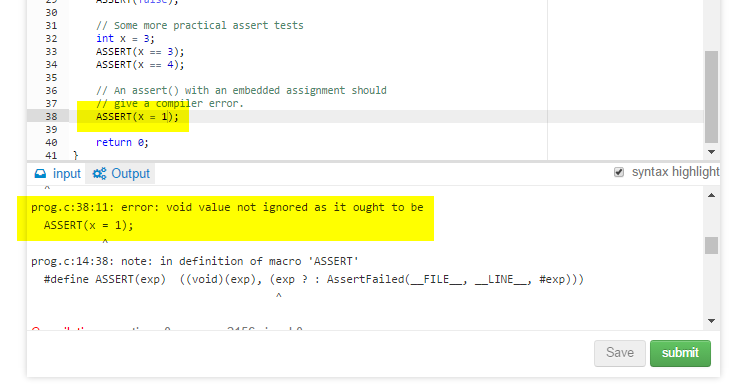 29 ASSERT(false);
30
31 // Some more practical assert tests
32 int x = 3;
33 ASSERT(x == 3);
34 ASSERT(x == 4);
35
36 // An assert() with an embedded assignment should
37 // give a compiler error.
38 ASSERT(x = 1);
39
40 return 0;
41 }
input Output syntax highlight
^
prog.c:38:11: error: void value not ignored as it ought to be
ASSERT(x = 1);
^
prog.c:14:38: note: in definition of macro 'ASSERT'
#define ASSERT(exp) ((void)(exp), (exp ? : AssertFailed(__FILE__, __LINE__, #exp)))
^
Save submit